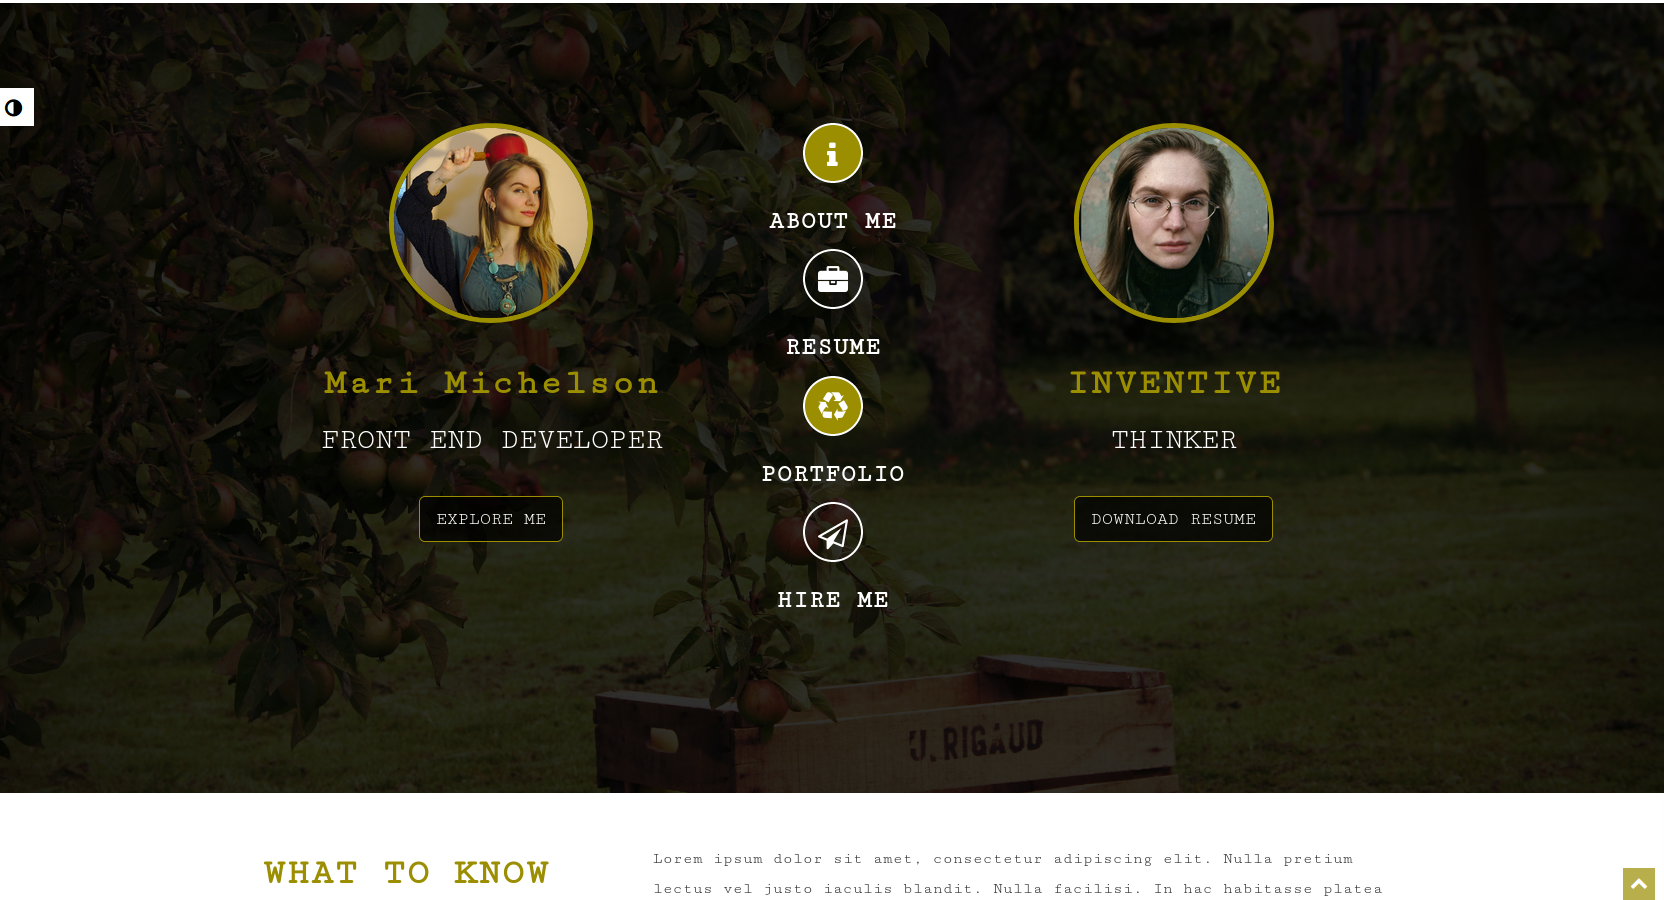 Mari Michelson
FRONT END DEVELOPER
EXPLORE ME
ABOUT ME
RESUME
PORTFOLIO
HIRE ME
INVENTIVE
THINKER
DOWNLOAD RESUME
U. RIGAUD
WHAT TO KNOW
Lorem ipsum dolor sit amet, consectetur adipiscing elit. Nulla pretium
lectus vel justo iaculis blandit. Nulla facilisi. In hac habitasse platea